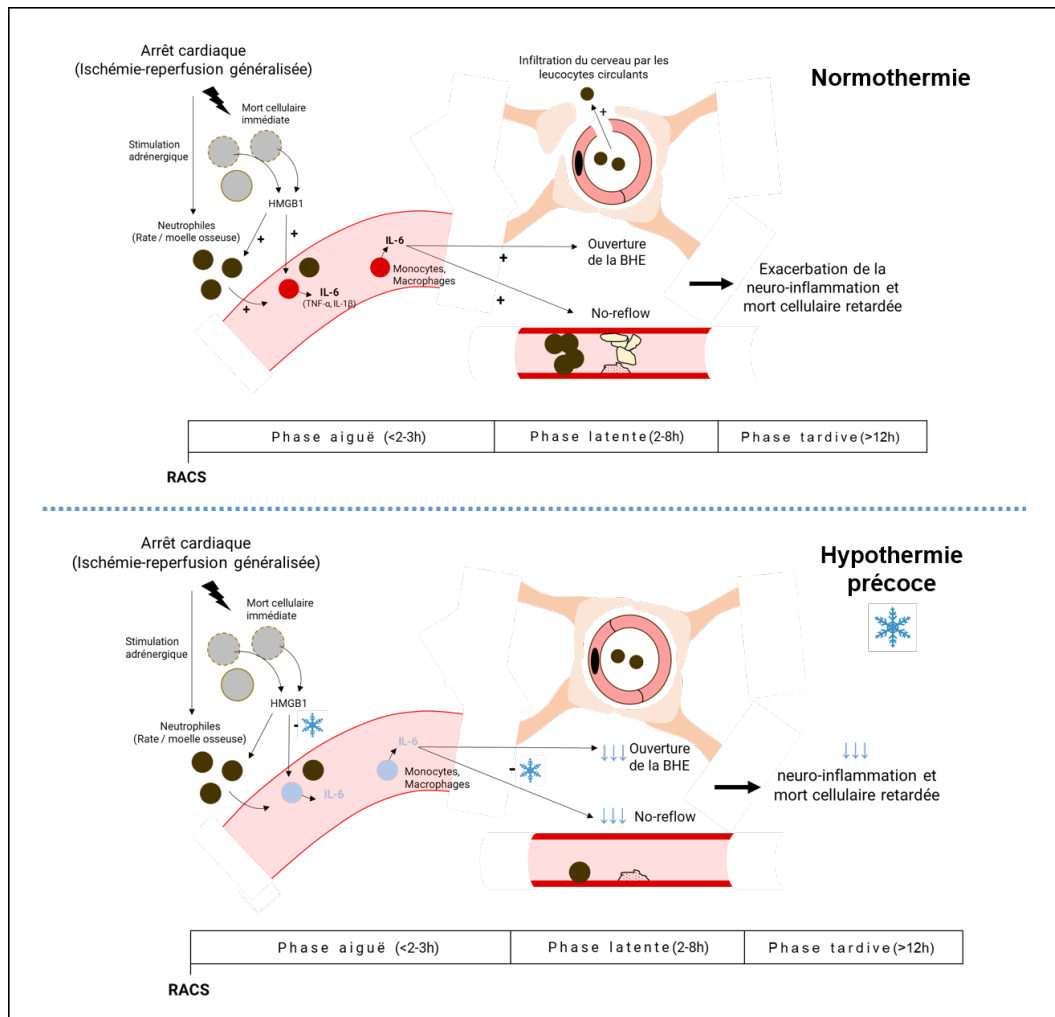 Arrêt cardiaque
(Ischémie-reperfusion généralisée)
Mort cellulaire
immédiate
Stimulation
adrénergique
HMGB1
Neutrophiles
(Rate / moelle osseuse)
+
+
+
IL-6
(TNF-α, IL-1β)
IL-6
Monocytes,
Macrophages
Infiltration du cerveau par les
leucocytes circulants
+
Normothermie
+
Ouverture
de la BHE
+
No-reflow
Exacerbation de la
neuro-inflammation et
mort cellulaire retardée
Phase aiguë (<2-3h)
Phase latente (2-8h)
Phase tardive (>12h)
RACS
Arrêt cardiaque
(Ischémie-reperfusion généralisée)
Mort cellulaire
immédiate
Stimulation
adrénergique
HMGB1
-
Neutrophiles
(Rate / moelle osseuse)
IL-6
IL-6
Monocytes,
Macrophages
Hypothermie
précoce
-
↓↓↓ Ouverture
de la BHE
↓↓↓ No-reflow
↓↓↓
neuro-inflammation et
mort cellulaire retardée
Phase aiguë (<2-3h)
Phase latente (2-8h)
Phase tardive (>12h)
RACS